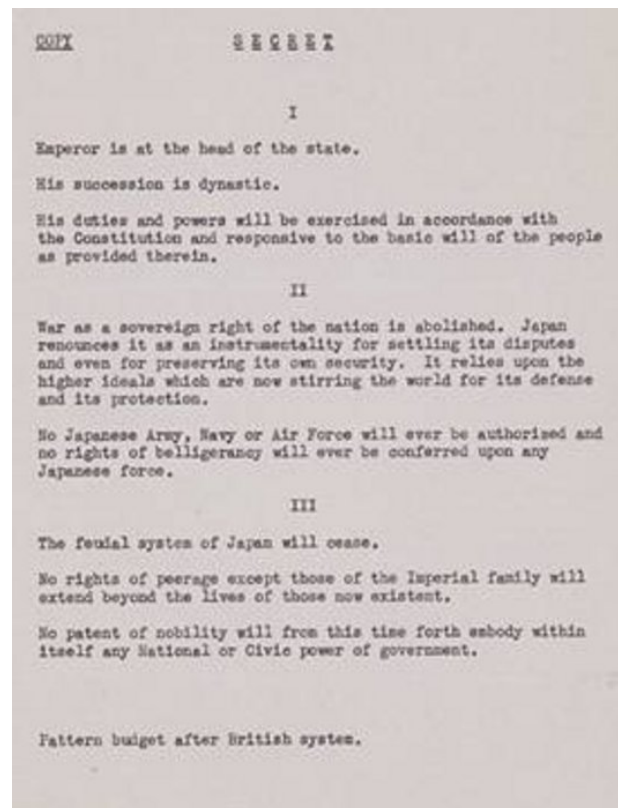 COPY SECRET
I
Emperor is at the head of the state.
His succession is dynastic.
His duties and powers will be exercised in accordance with
the Constitution and responsive to the basic will of the people
as provided therein.
II
War as a sovereign right of the nation is abolished. Japan
renounces it as an instrumentality for settling its disputes
and even for preserving its own security. It relies upon the
higher ideals which are now stirring the world for its defense
and its protection.
No Japanese Army, Navy or Air Force will ever be authorized and
no rights of belligerancy will ever be conferred upon any
Japanese force.
III
The feudal system of Japan will cease.
No rights of peerage except those of the Imperial family will
extend beyond the lives of those now existent.
No patent of nobility will from this time forth embody within
itself any National or Civic power of government.
Pattern budget after British system.